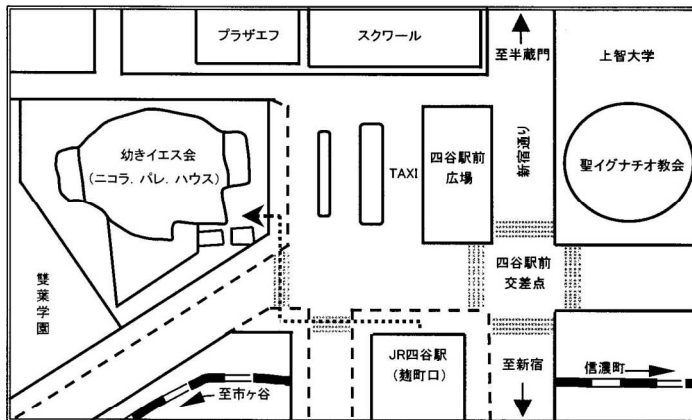 プラザエフ
スクワール
至半蔵門
上智大学
幼きイエス会
(ニコラ．バレ．ハウス)
TAXI
四谷駅前
広場
新宿通り
聖イグナチオ教会
雙葉学園
四谷駅前
交差点
JR四谷駅
(麹町口)
至新宿
信濃町
至市ヶ谷